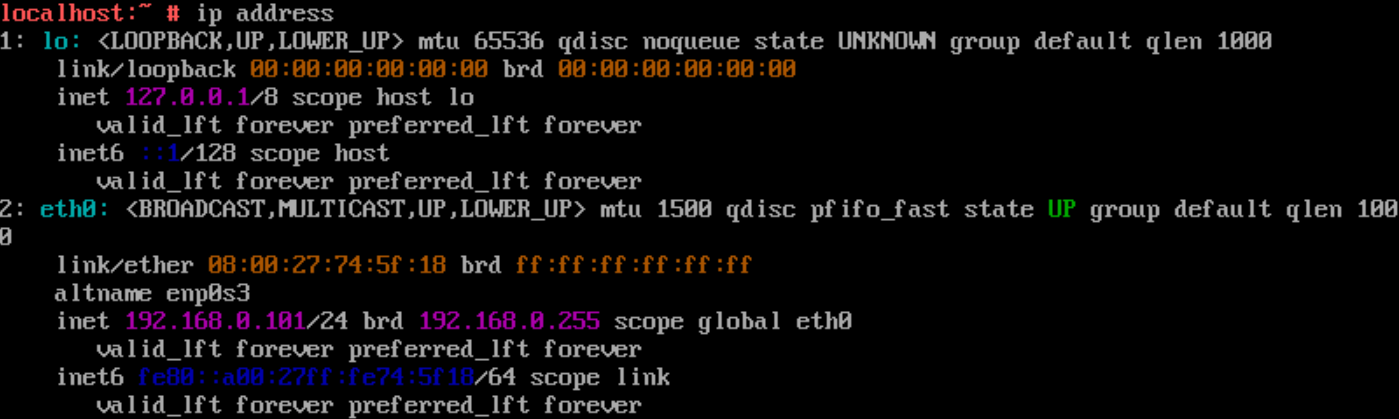 localhost:~ # ip address
1: lo: <LOOPBACK,UP,LOWER_UP> mtu 65536 qdisc noqueue state UNKNOWN group default qlen 1000
    link/loopback 00:00:00:00:00:00 brd 00:00:00:00:00:00
    inet 127.0.0.1/8 scope host lo
       valid_lft forever preferred_lft forever
    inet6 ::1/128 scope host
       valid_lft forever preferred_lft forever
2: eth0: <BROADCAST,MULTICAST,UP,LOWER_UP> mtu 1500 qdisc pfifo_fast state UP group default qlen 100
0
    link/ether 08:00:27:74:5f:18 brd ff:ff:ff:ff:ff:ff
    altname enp0s3
    inet 192.168.0.101/24 brd 192.168.0.255 scope global eth0
       valid_lft forever preferred_lft forever
    inet6 fe80::a00:27ff:fe74:5f18/64 scope link
       valid_lft forever preferred_lft forever